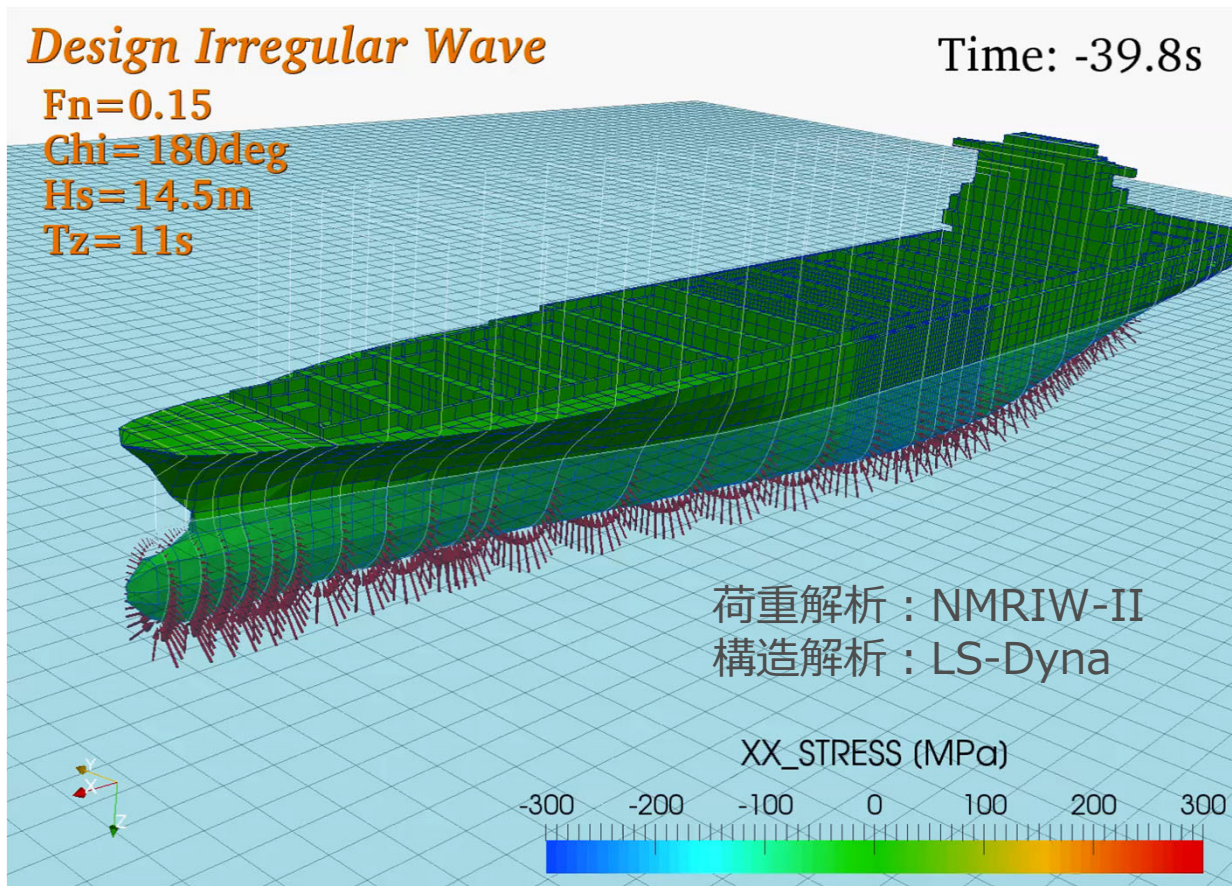 Design Irregular Wave
Time: -39.8s
Fn=0.15
Chi=180deg
Hs=14.5m
Tz=11s
荷重解析：NMRIW-II
構造解析：LS-Dyna
XX_STRESS (MPa)
-300 -200 -100 0 100 200 300
Y
X
Z